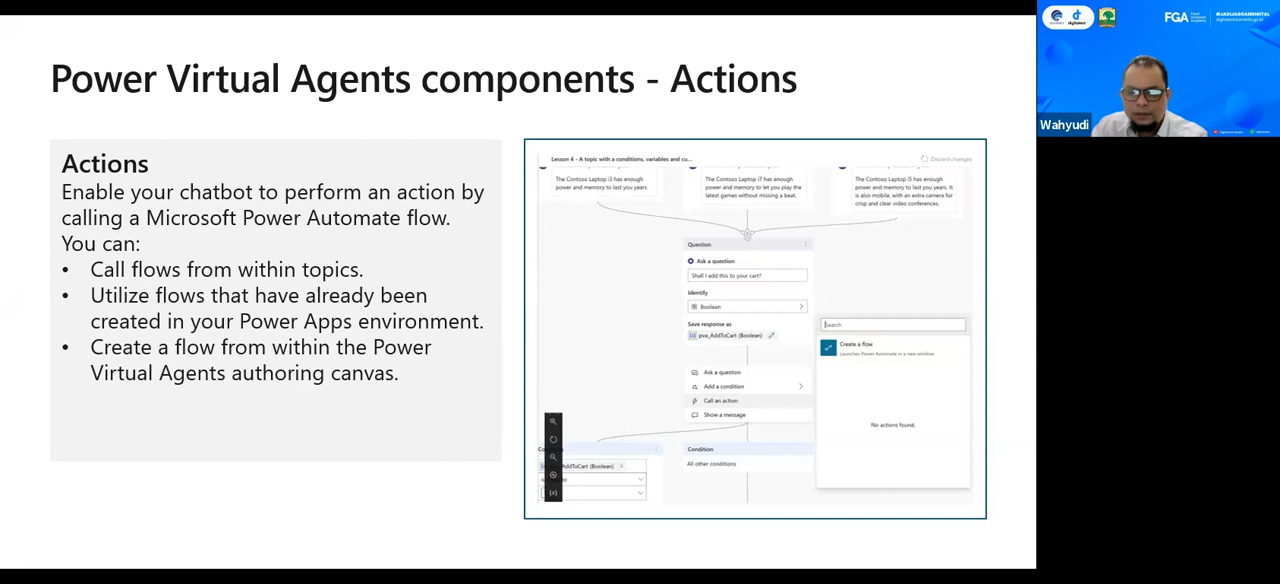 Power Virtual Agents components - Actions
Actions
Enable your chatbot to perform an action by
calling a Microsoft Power Automate flow.
You can:
• Call flows from within topics.
• Utilize flows that have already been
created in your Power Apps environment.
• Create a flow from within the Power
Virtual Agents authoring canvas.
Lesson 4 - A topic with a conditions, variables and cu...
Discard changes
The Contoso Laptop i3 has enough
power and memory to last you years.
The Contoso Laptop i7 has enough
power and memory to let you play the
latest games without missing a beat.
The Contoso Laptop i5 has enough
power and memory to last you years. It
is also mobile, with an extra camera for
crisp and clear video conferences.
Question
Ask a question
Shall I add this to your cart?
Identify
Boolean
Save response as
{x} pva_AddToCart (Boolean)
Ask a question
Add a condition
Call an action
Show a message
Search
Create a flow
Launches Power Automate in a new window
No actions found.
AddToCart (Boolean)
Condition
All other conditions
FGA
#JADIJAGOANDIGITAL
digitalent.kominfo.go.id
digitalent
Wahyudi